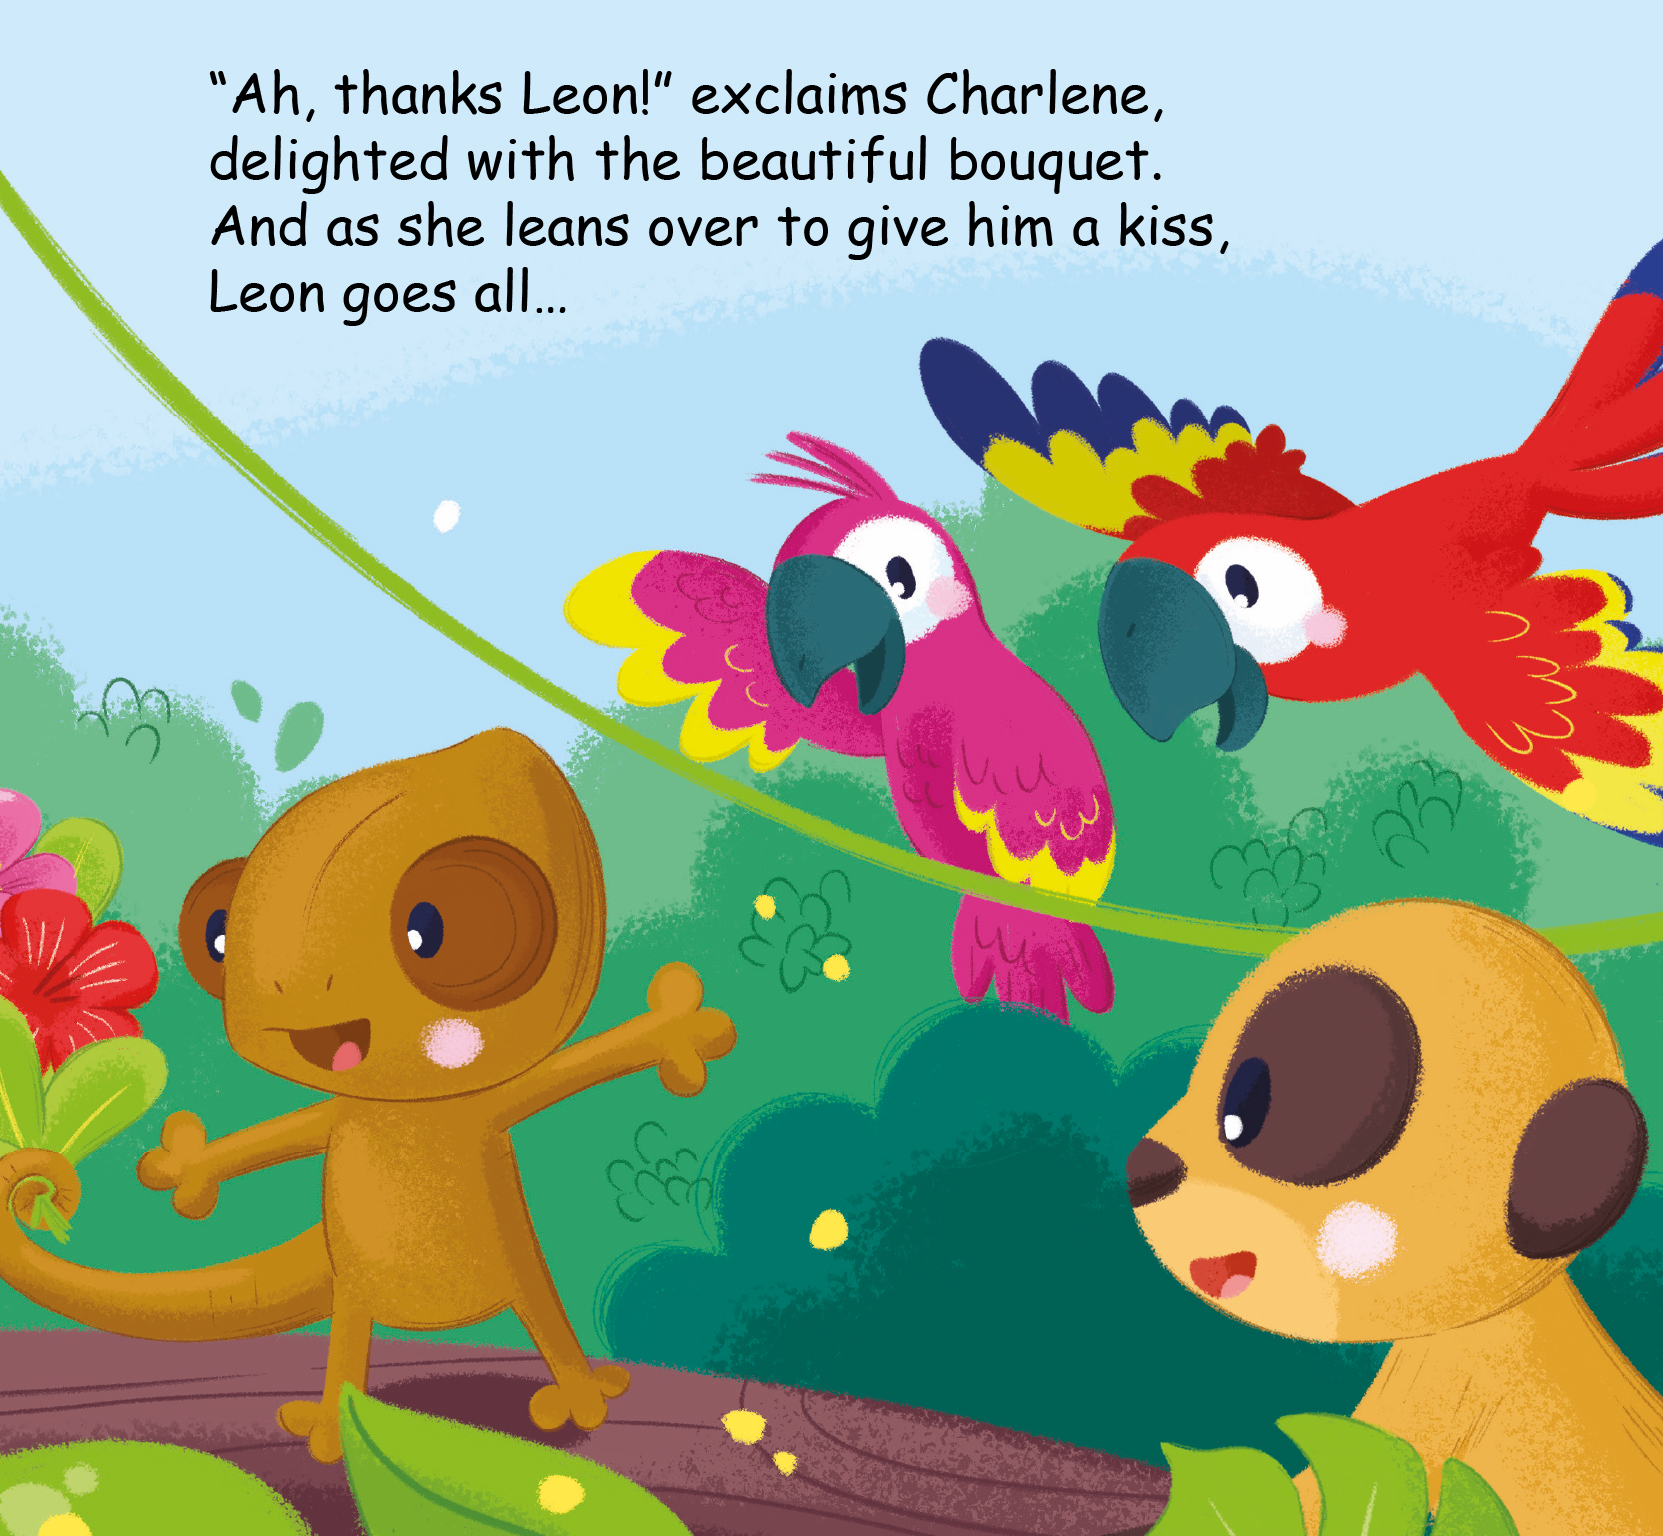 “Ah, thanks Leon!” exclaims Charlene,
delighted with the beautiful bouquet.
And as she leans over to give him a kiss,
Leon goes all...